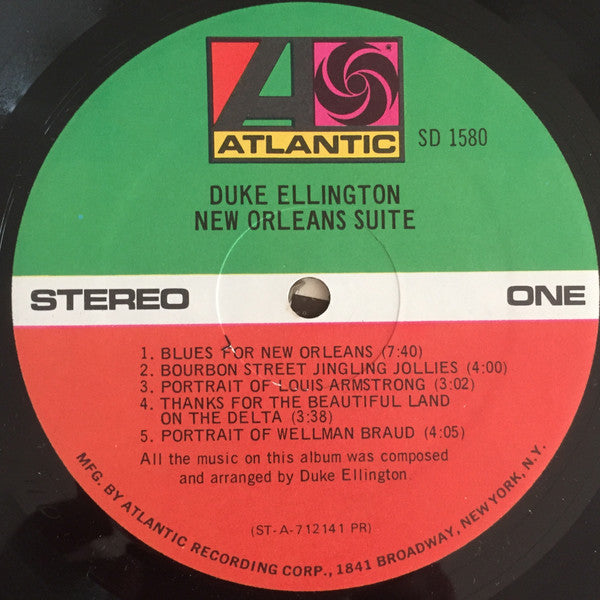 ATLANTIC
SD 1580
DUKE ELLINGTON
NEW ORLEANS SUITE
STEREO
ONE
1. BLUES FOR NEW ORLEANS (7:40)
2. BOURBON STREET JINGLING JOLLIES (4:00)
3. PORTRAIT OF LOUIS ARMSTRONG (3:02)
4. THANKS FOR THE BEAUTIFUL LAND
ON THE DELTA (3:38)
5. PORTRAIT OF WELLMAN BRAUD (4:05)
All the music on this album was composed
and arranged by Duke Ellington.
(ST-A-712141 PR)
MFG. BY ATLANTIC RECORDING CORP., 1841 BROADWAY, NEW YORK, N.Y.